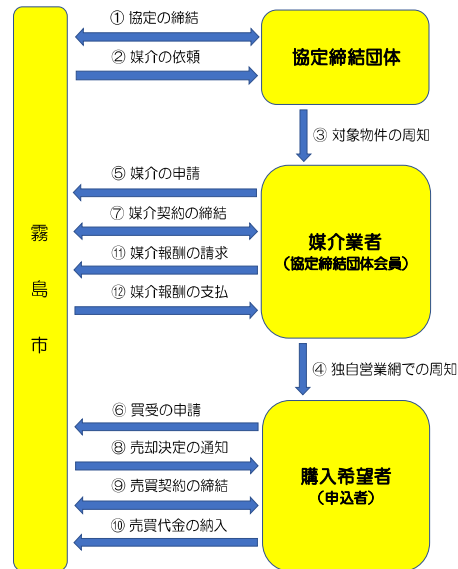 ① 協定の締結
② 媒介の依頼
協定締結団体
③ 対象物件の周知
⑤ 媒介の申請
⑦ 媒介契約の締結
⑪ 媒介報酬の請求
⑫ 媒介報酬の支払
媒介業者
(協定締結団体会員)
霧島市
④ 独自営業網での周知
⑥ 買受の申請
⑧ 売却決定の通知
⑨ 売買契約の締結
⑩ 売買代金の納入
購入希望者
(申込者)